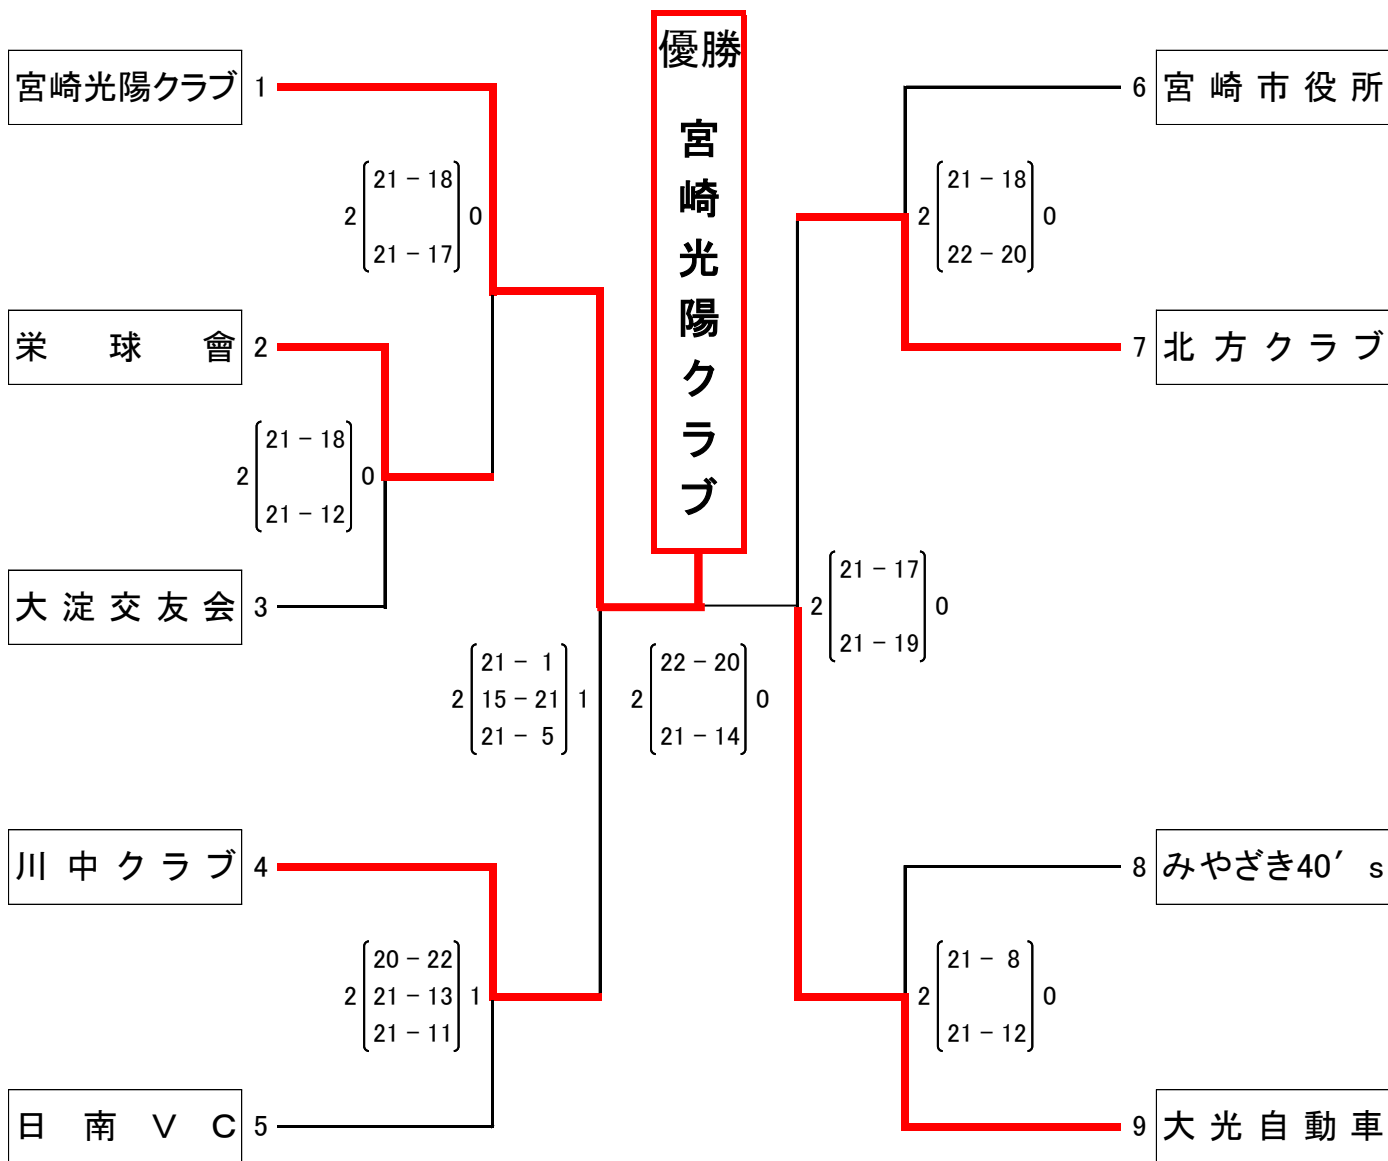 優勝
宮崎光陽クラブ
宮崎光陽クラブ 1
2 21－18 0
21－17
栄球會 2
2 21－18 0
21－12
大淀交友会 3
21－ 1
2 15－21 1
21－ 5
川中クラブ 4
20－22
2 21－13 1
21－11
日南ＶＣ 5
22－20
2 0
21－14
6 宮崎市役所
21－18
2 0
22－20
7 北方クラブ
21－17
2 0
21－19
8 みやざき40′ｓ
21－ 8
2 0
21－12
9 大光自動車